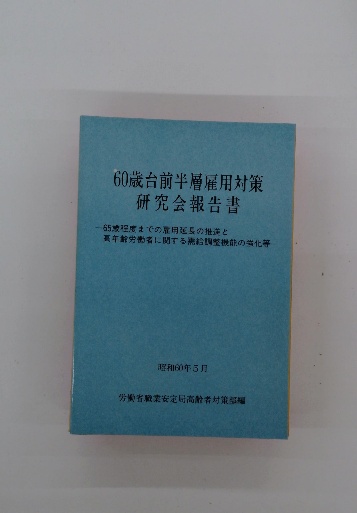 60歳台前半層雇用対策
研究会報告書
―65歳程度までの雇用延長の推進と
高年齢労働者に関する需給調整機能の強化等
昭和60年5月
労働省職業安定局高齢者対策部編